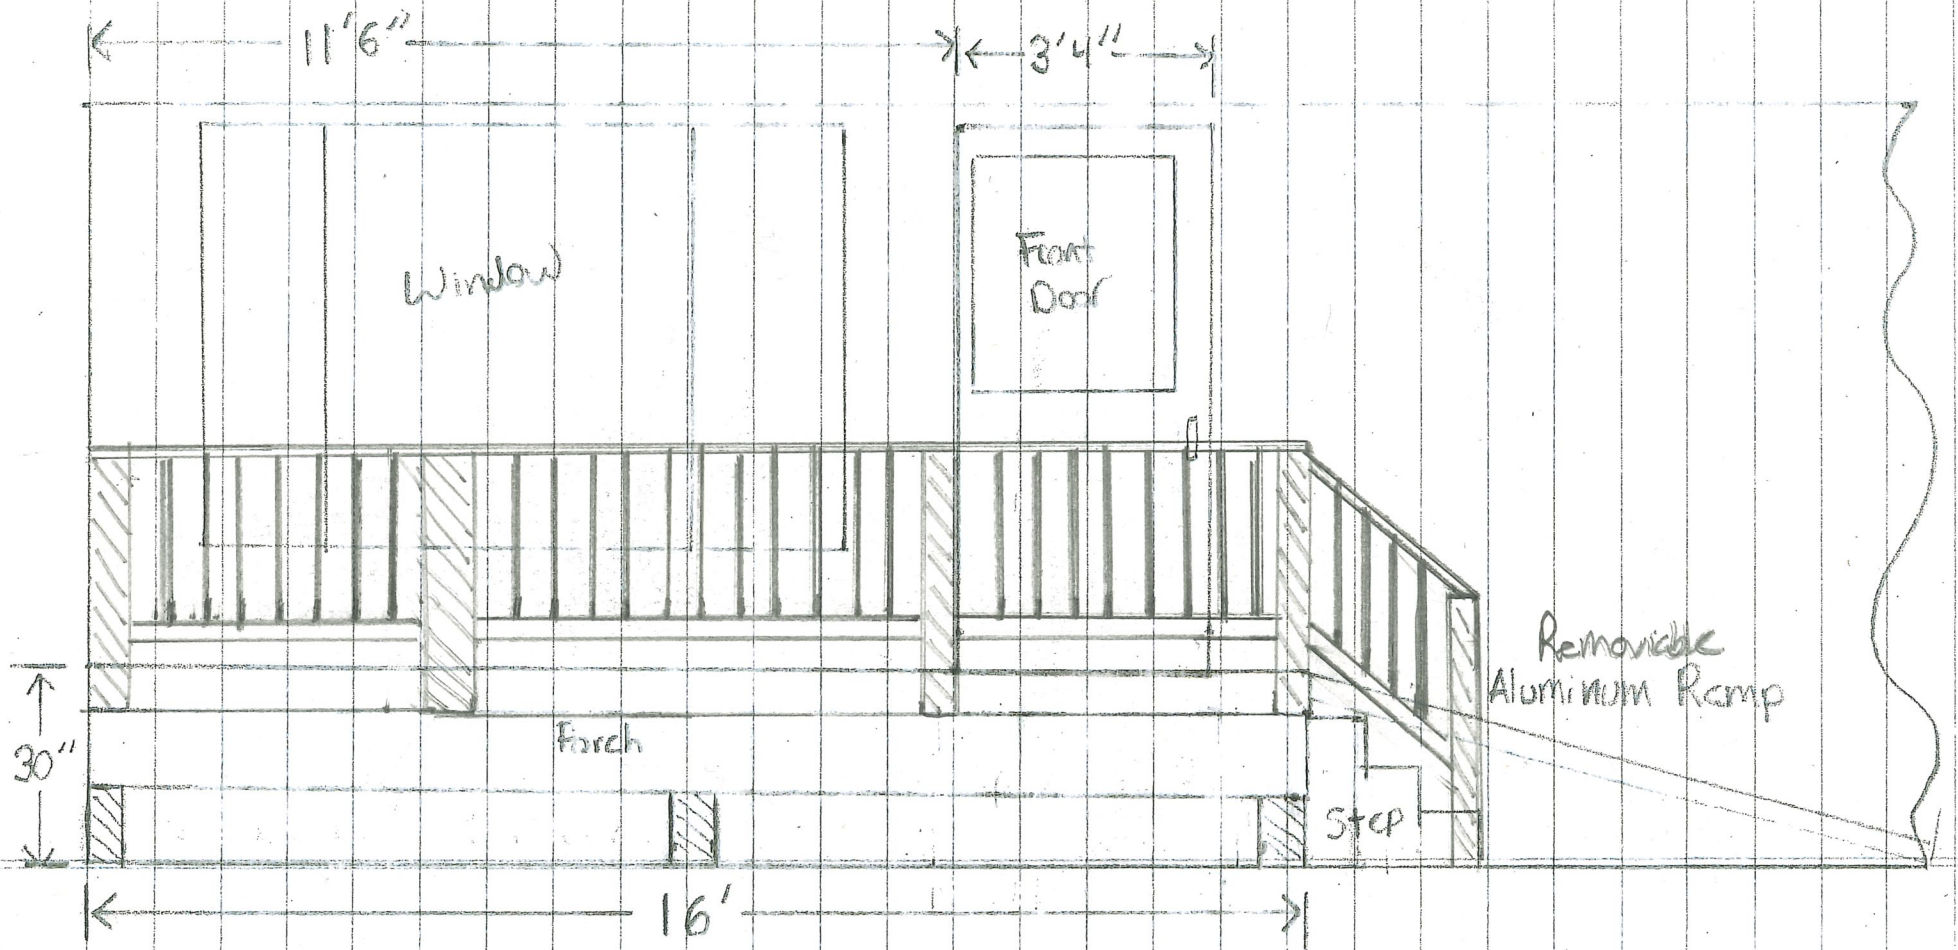 11'6"
3'4"
Window
Front
Door
Removable
Aluminum Ramp
30"
Porch
Step
16'